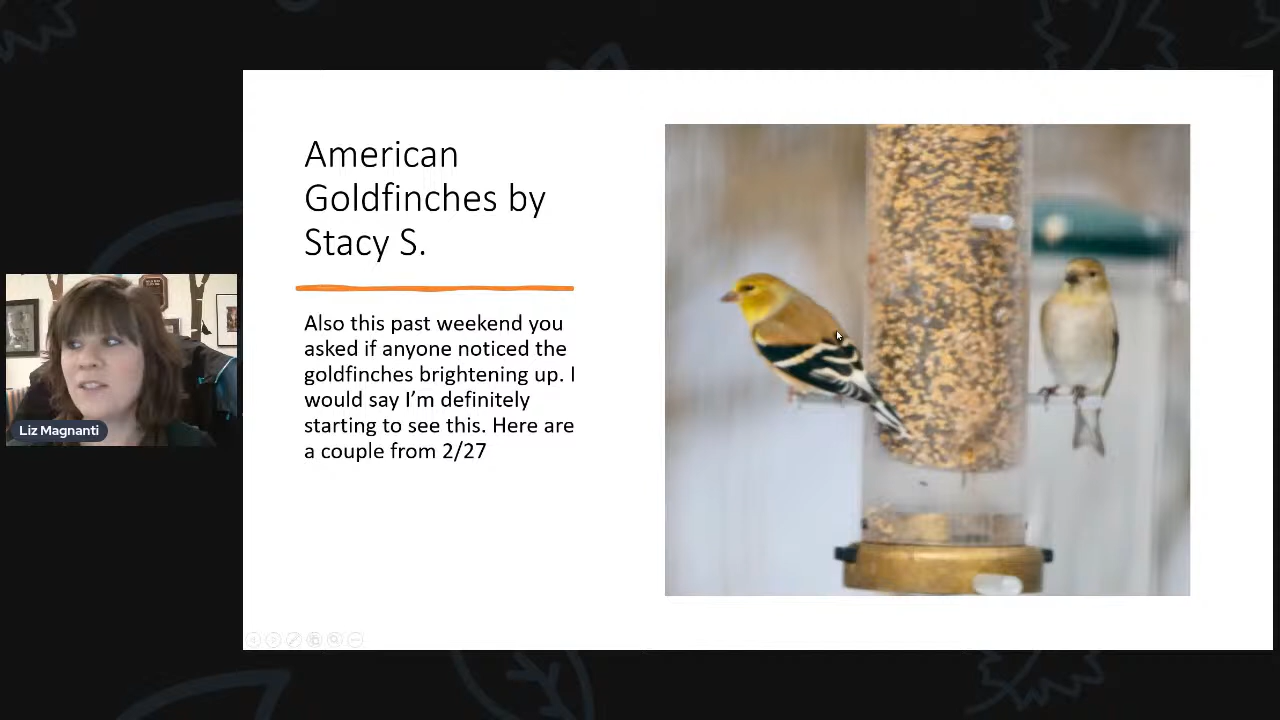 American
Goldfinches by
Stacy S.
Also this past weekend you
asked if anyone noticed the
goldfinches brightening up. I
would say I’m definitely
starting to see this. Here are
a couple from 2/27
Liz Magnanti